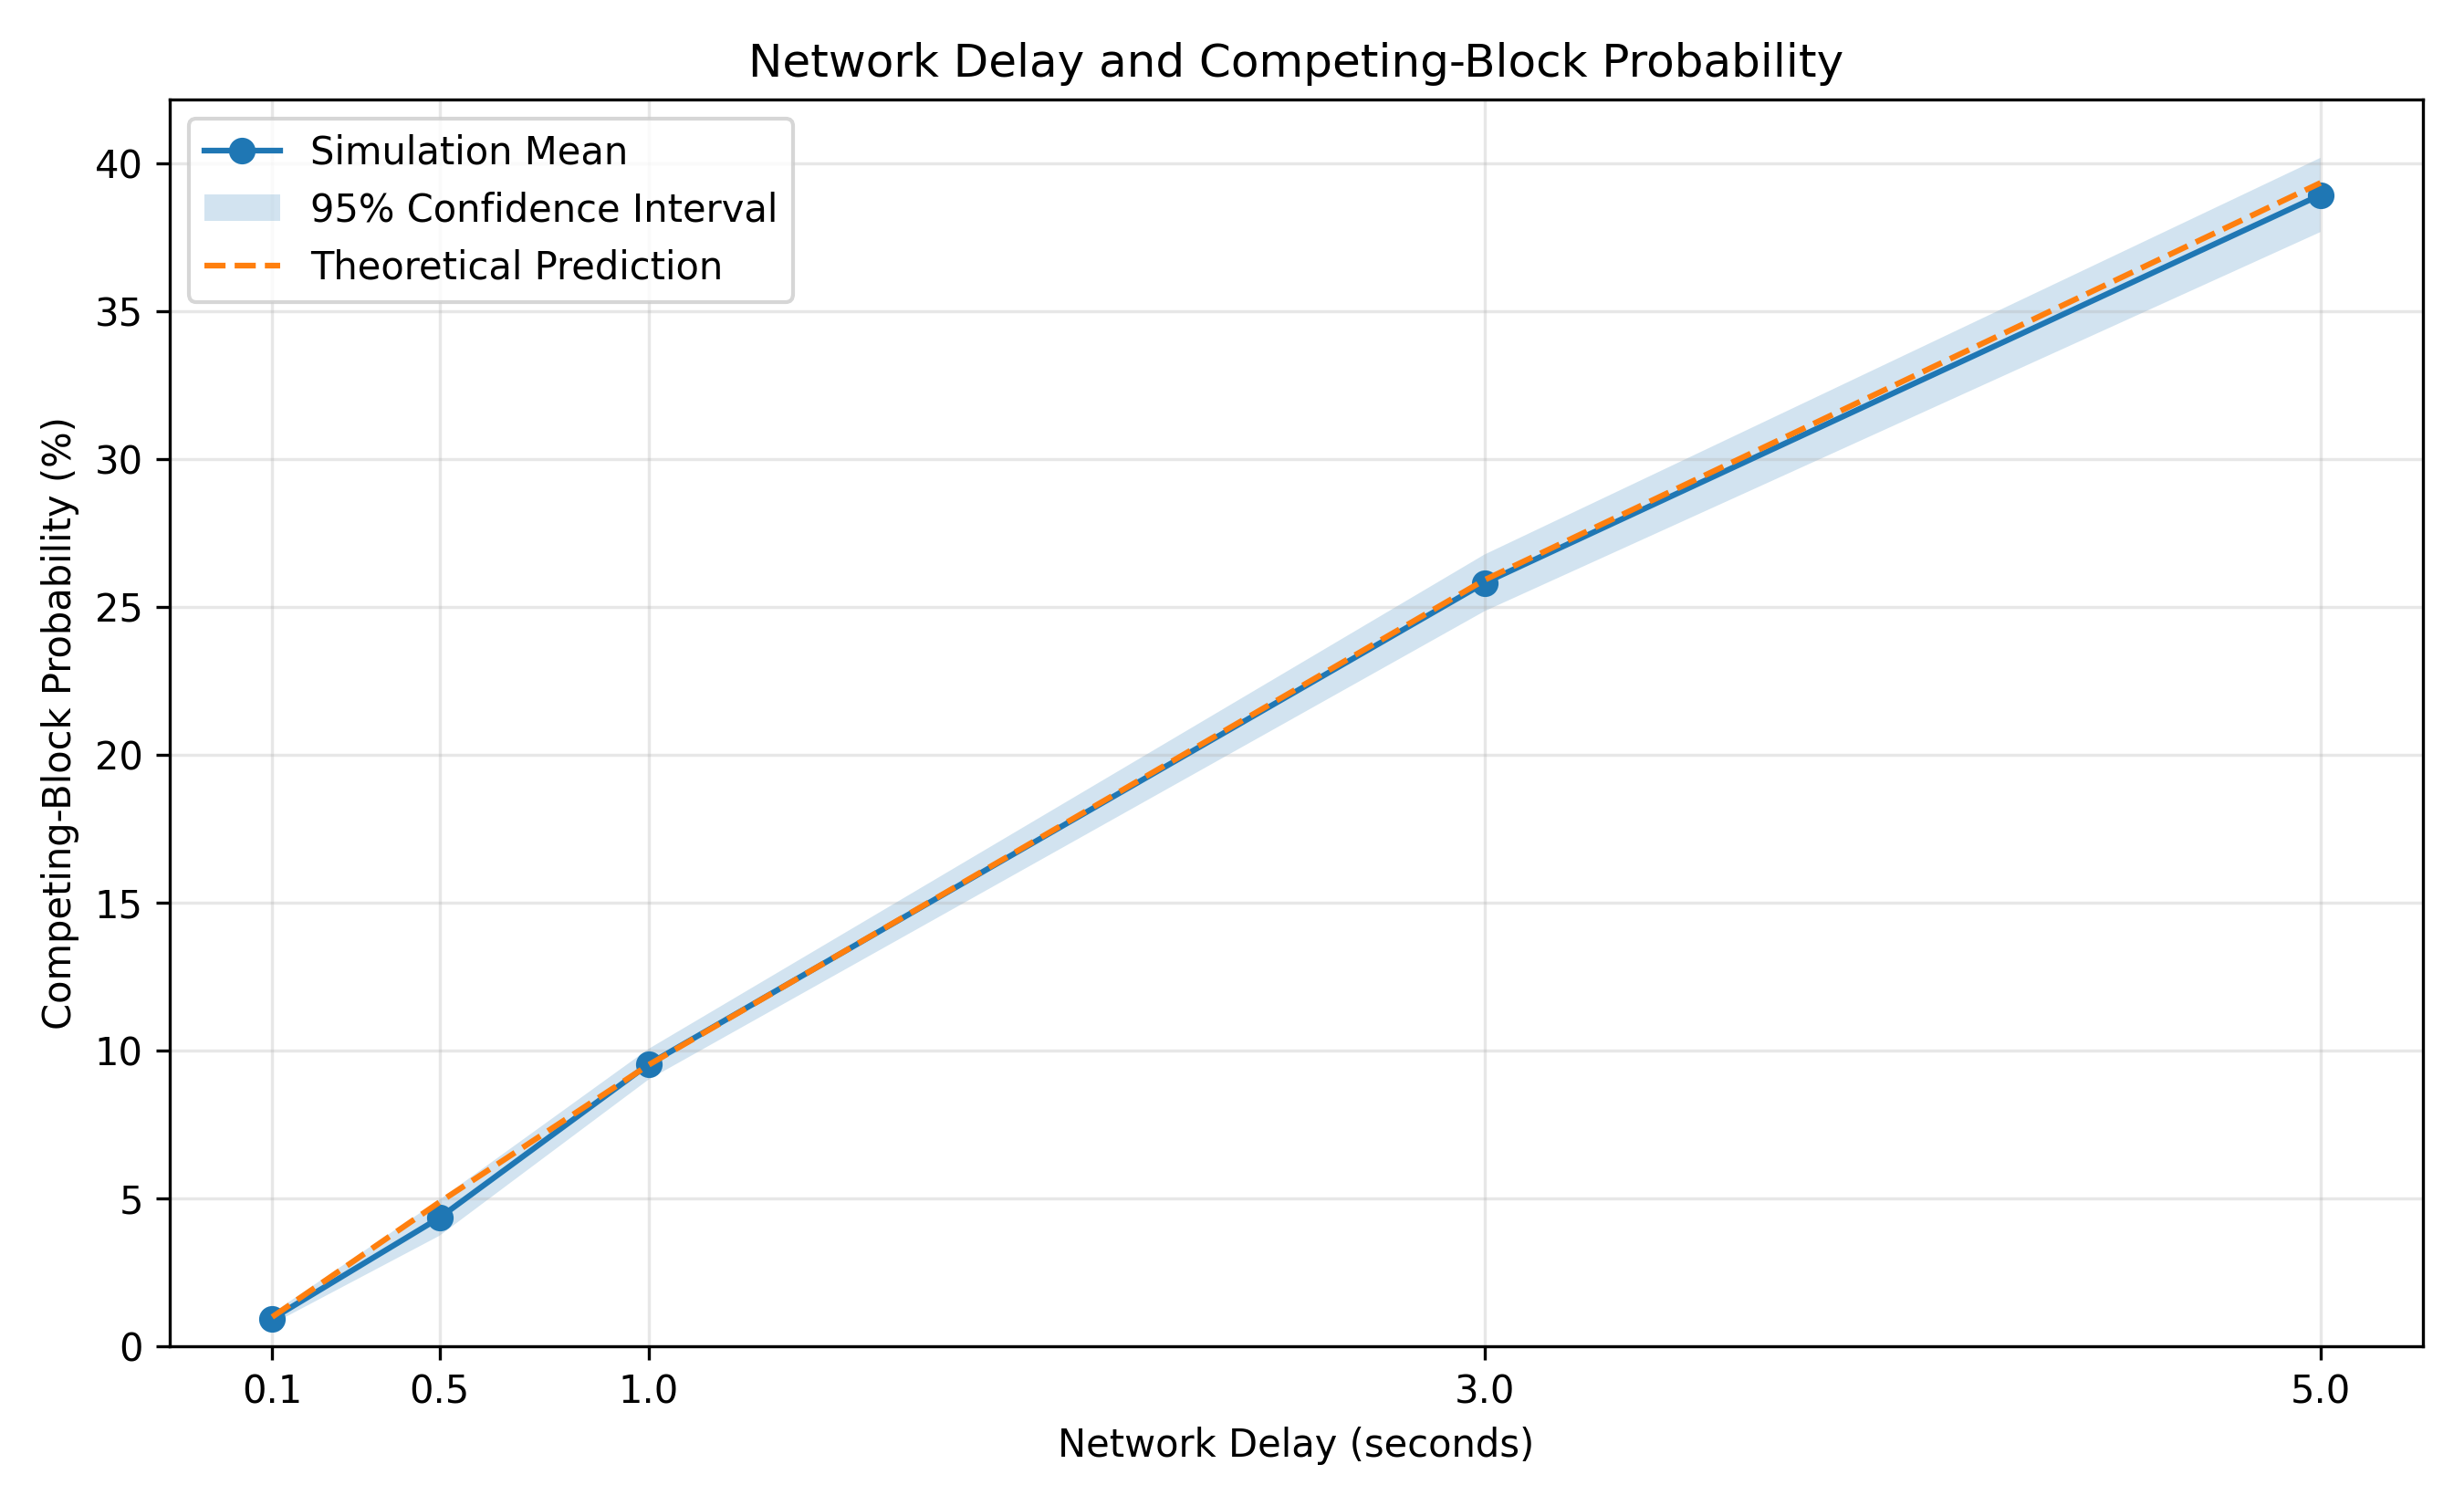 Network Delay and Competing-Block Probability
Simulation Mean
95% Confidence Interval
Theoretical Prediction
Competing-Block Probability (%)
40
35
30
25
20
15
10
5
0
0.1 0.5 1.0 3.0 5.0
Network Delay (seconds)